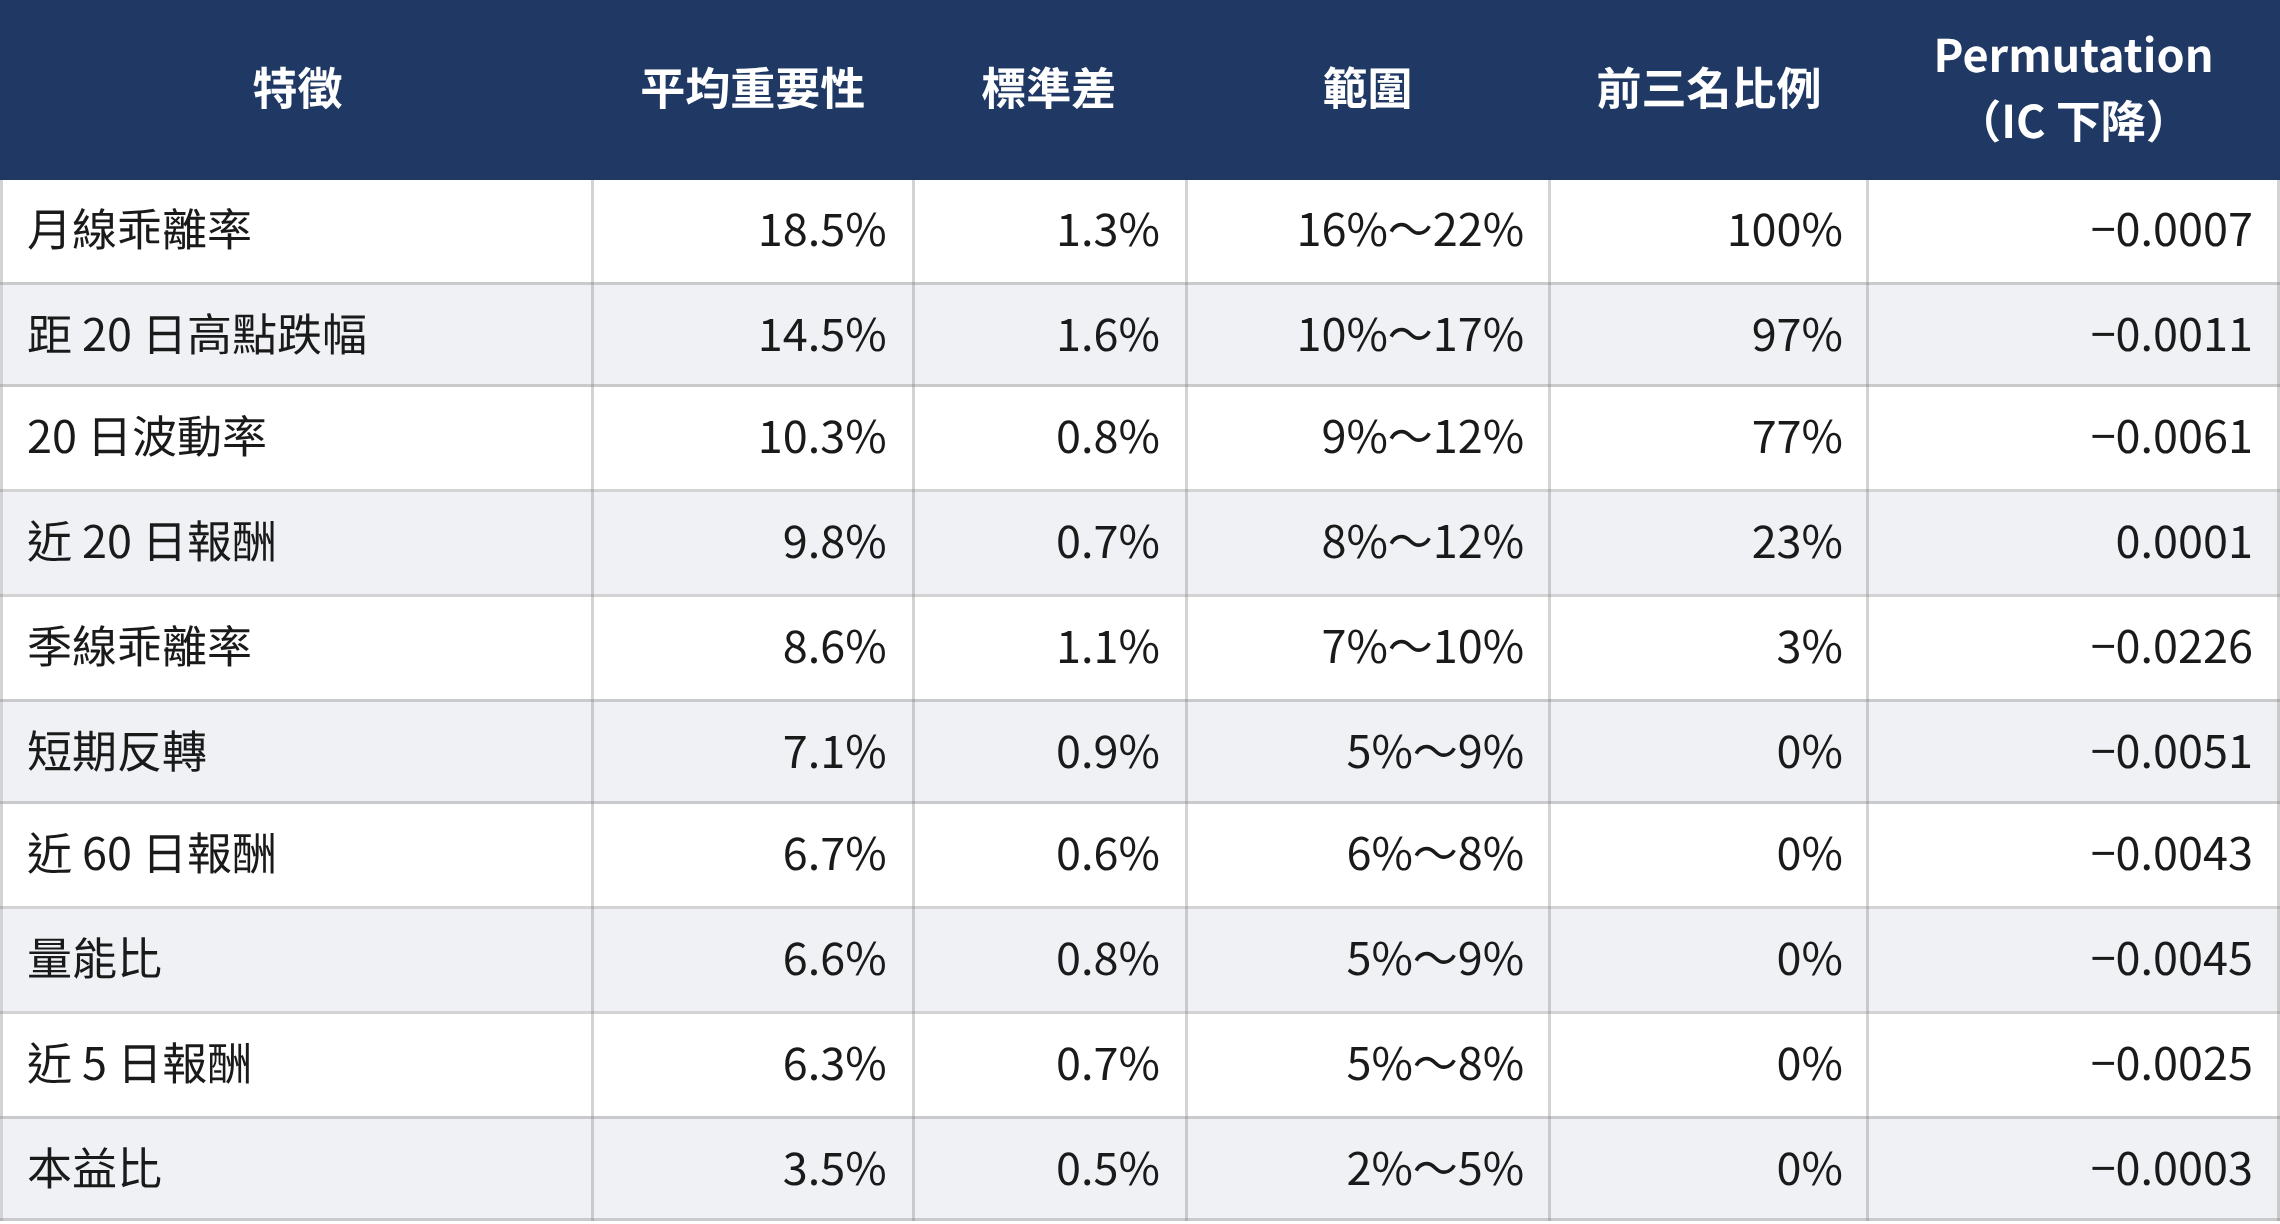 特徵 平均重要性 標準差 範圍 前三名比例 Permutation（IC 下降）
月線乖離率 18.5% 1.3% 16%～22% 100% −0.0007
距 20 日高點跌幅 14.5% 1.6% 10%～17% 97% −0.0011
20 日波動率 10.3% 0.8% 9%～12% 77% −0.0061
近 20 日報酬 9.8% 0.7% 8%～12% 23% 0.0001
季線乖離率 8.6% 1.1% 7%～10% 3% −0.0226
短期反轉 7.1% 0.9% 5%～9% 0% −0.0051
近 60 日報酬 6.7% 0.6% 6%～8% 0% −0.0043
量能比 6.6% 0.8% 5%～9% 0% −0.0045
近 5 日報酬 6.3% 0.7% 5%～8% 0% −0.0025
本益比 3.5% 0.5% 2%～5% 0% −0.0003